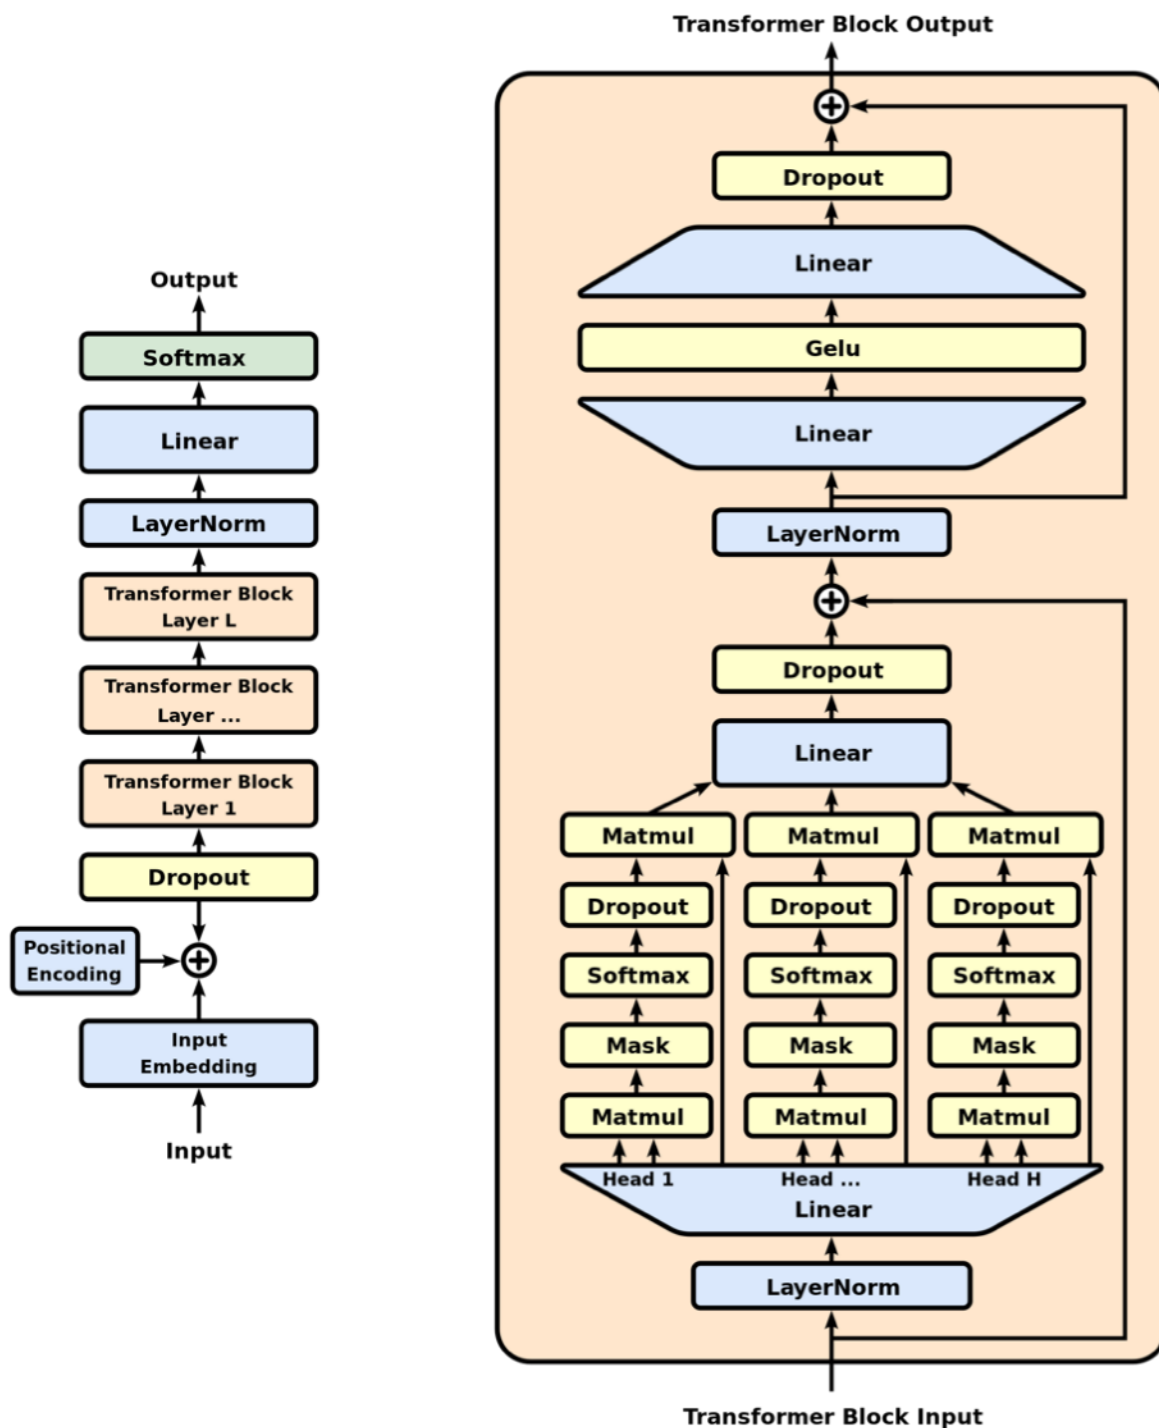 Output
Softmax
Linear
LayerNorm
Transformer Block
Layer L
Transformer Block
Layer ...
Transformer Block
Layer 1
Dropout
Positional
Encoding
Input
Embedding
Input
Transformer Block Output
Dropout
Linear
Gelu
Linear
LayerNorm
Dropout
Linear
Matmul Matmul Matmul
Dropout Dropout Dropout
Softmax Softmax Softmax
Mask Mask Mask
Matmul Matmul Matmul
Head 1 Head ... Head H
Linear
LayerNorm
Transformer Block Input